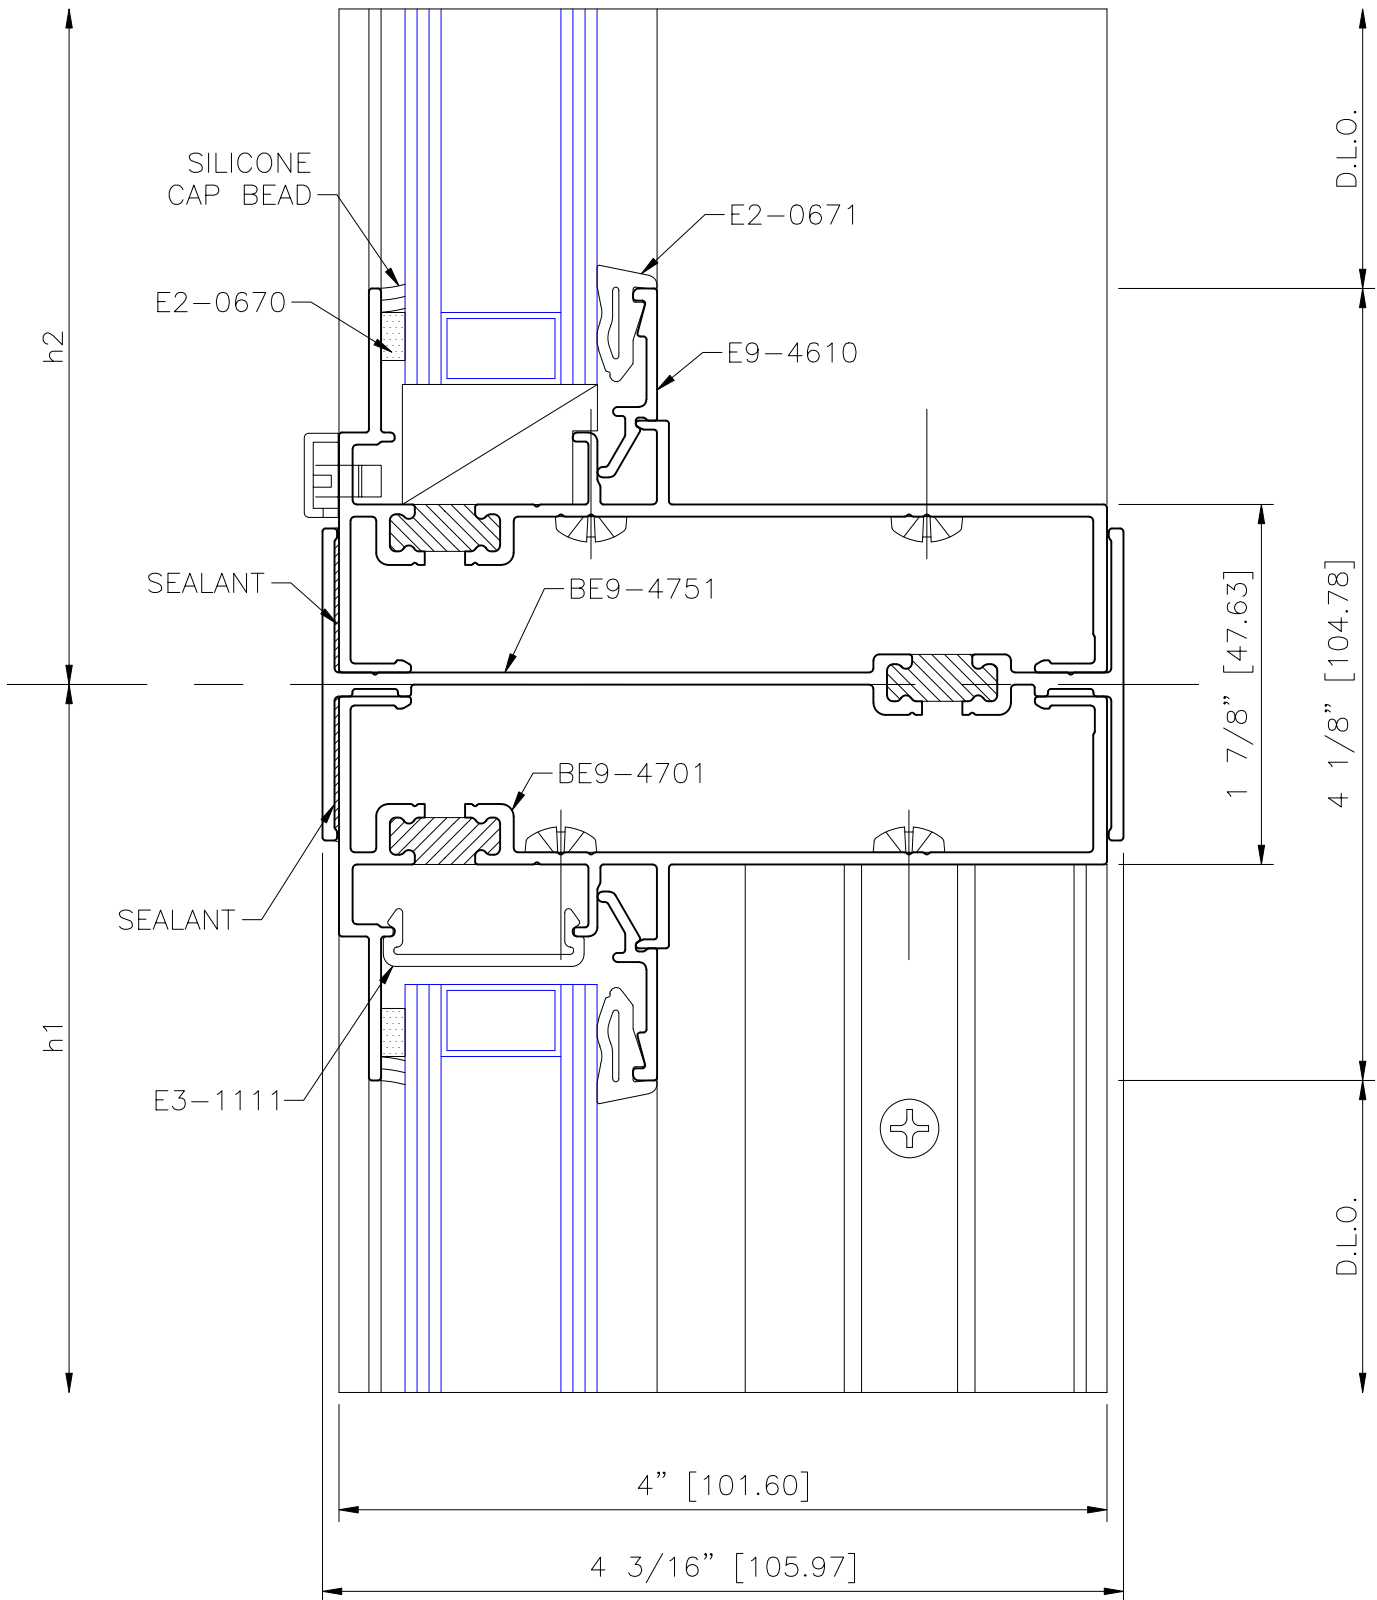 D.L.O.
SILICONE
CAP BEAD
E2-0671
E2-0670
h2
E9-4610
SEALANT
BE9-4751
1 7/8" [47.63]
4 1/8" [104.78]
BE9-4701
SEALANT
h1
E3-1111
D.L.O.
4" [101.60]
4 3/16" [105.97]